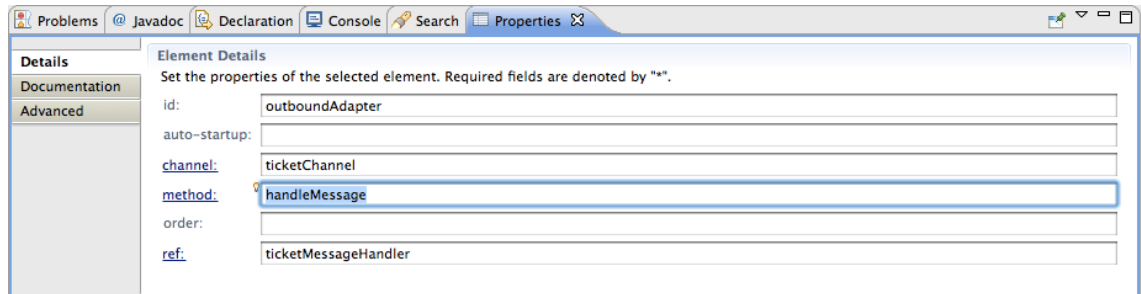 Problems @ Javadoc Declaration Console Search Properties
Details
Documentation
Advanced
Element Details
Set the properties of the selected element. Required fields are denoted by "*".
id: outboundAdapter
auto-startup:
channel: ticketChannel
method: handleMessage
order:
ref: ticketMessageHandler